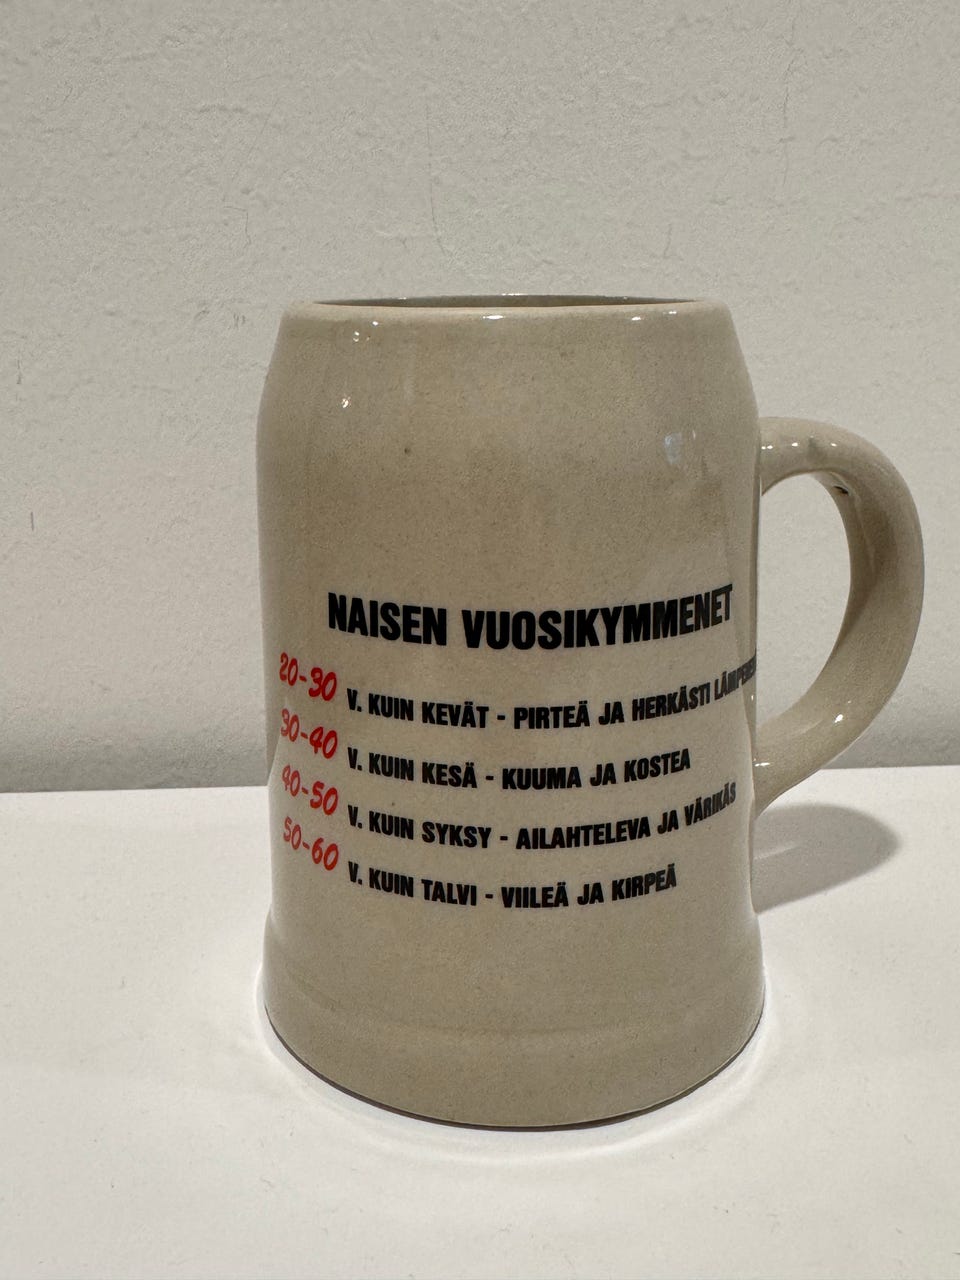 NAISEN VUOSIKYMMENET
20-30 V. KUIN KEVÄT - PIRTEÄ JA HERKÄSTI
30-40 V. KUIN KESÄ - KUUMA JA KOSTEA
40-50 V. KUIN SYKSY - AILAHTELEVA JA VÄRIKÄS
50-60 V. KUIN TALVI - VIILEÄ JA KIRPEÄ